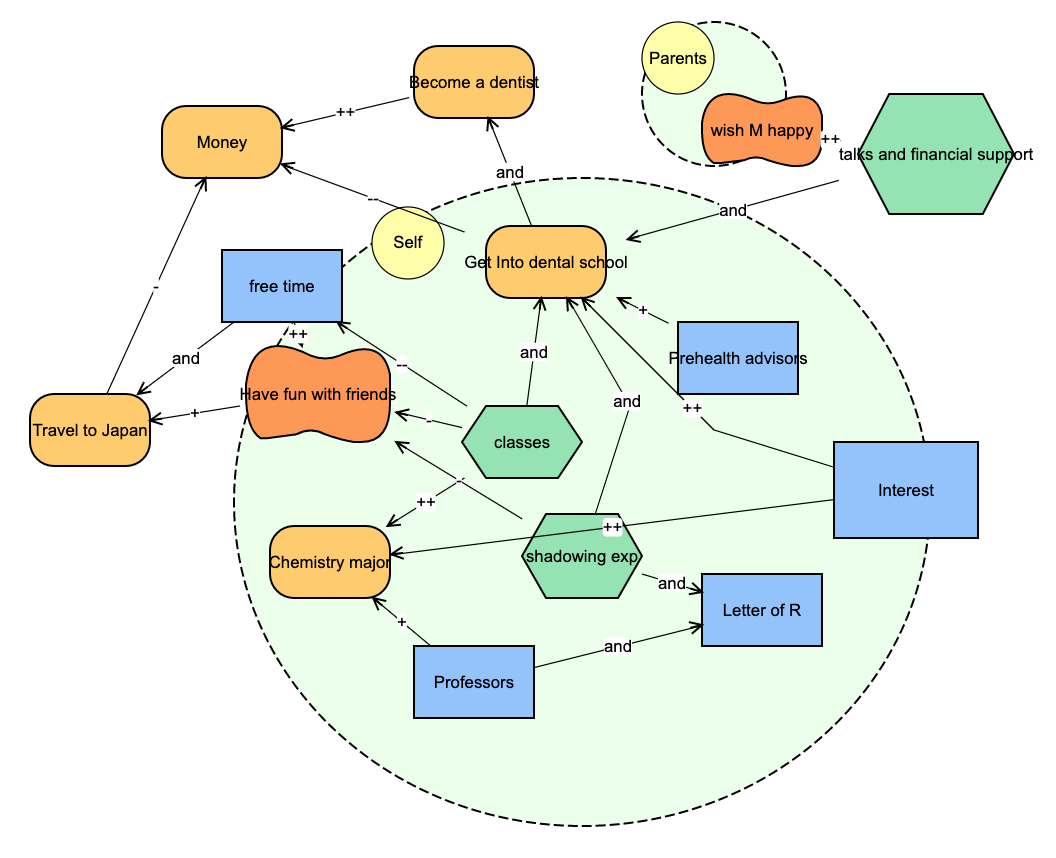 Parents
Become a dentist
++
wish M happy
++
talks and financial support
Money
and
--
and
Self
Get Into dental school
free time
-
+
++
and
and
--
Prehealth advisors
Have fun with friends
and
++
+
-
Travel to Japan
classes
-
++
Interest
++
Chemistry major
shadowing exp
and
Letter of R
+
and
Professors